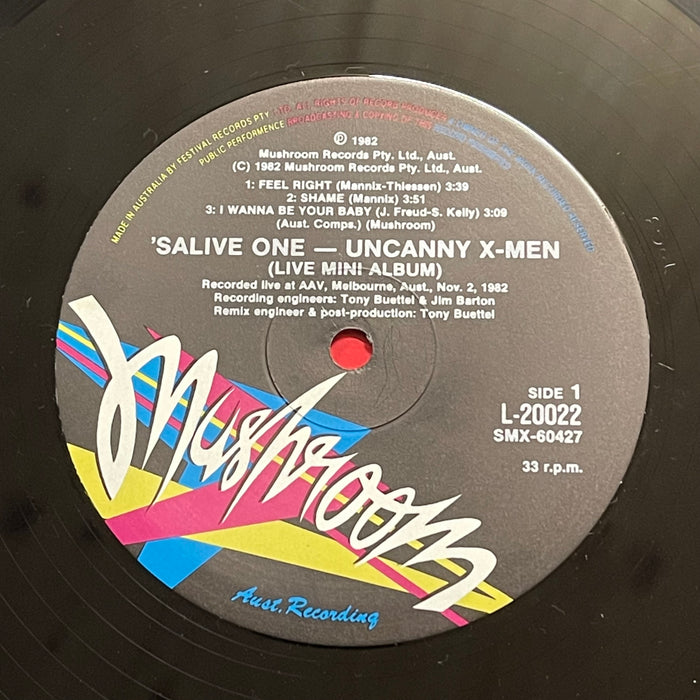 MADE IN AUSTRALIA BY FESTIVAL RECORDS PTY. LTD. ALL RIGHTS OF RECORD PRODUCER
PUBLIC PERFORMENCE BROADCASTING & COPYING OF THIS
℗ 1982
Mushroom Records Pty. Ltd., Aust.
(C) 1982 Mushroom Records Pty. Ltd., Aust.
1: FEEL RIGHT (Mannix-Thiessen) 3:39
2: SHAME (Mannix) 3:51
3: I WANNA BE YOUR BABY (J. Freud-S. Kelly) 3:09
(Aust. Comps.) (Mushroom)
'SALIVE ONE — UNCANNY X-MEN
(LIVE MINI ALBUM)
Recorded live at AAV, Melbourne, Aust., Nov. 2, 1982
Recording engineers: Tony Buettel & Jim Barton
Remix engineer & post-production: Tony Buettel
SIDE 1
L-20022
SMX-60427
33 r.p.m.
Mushroom
Aust. Recording